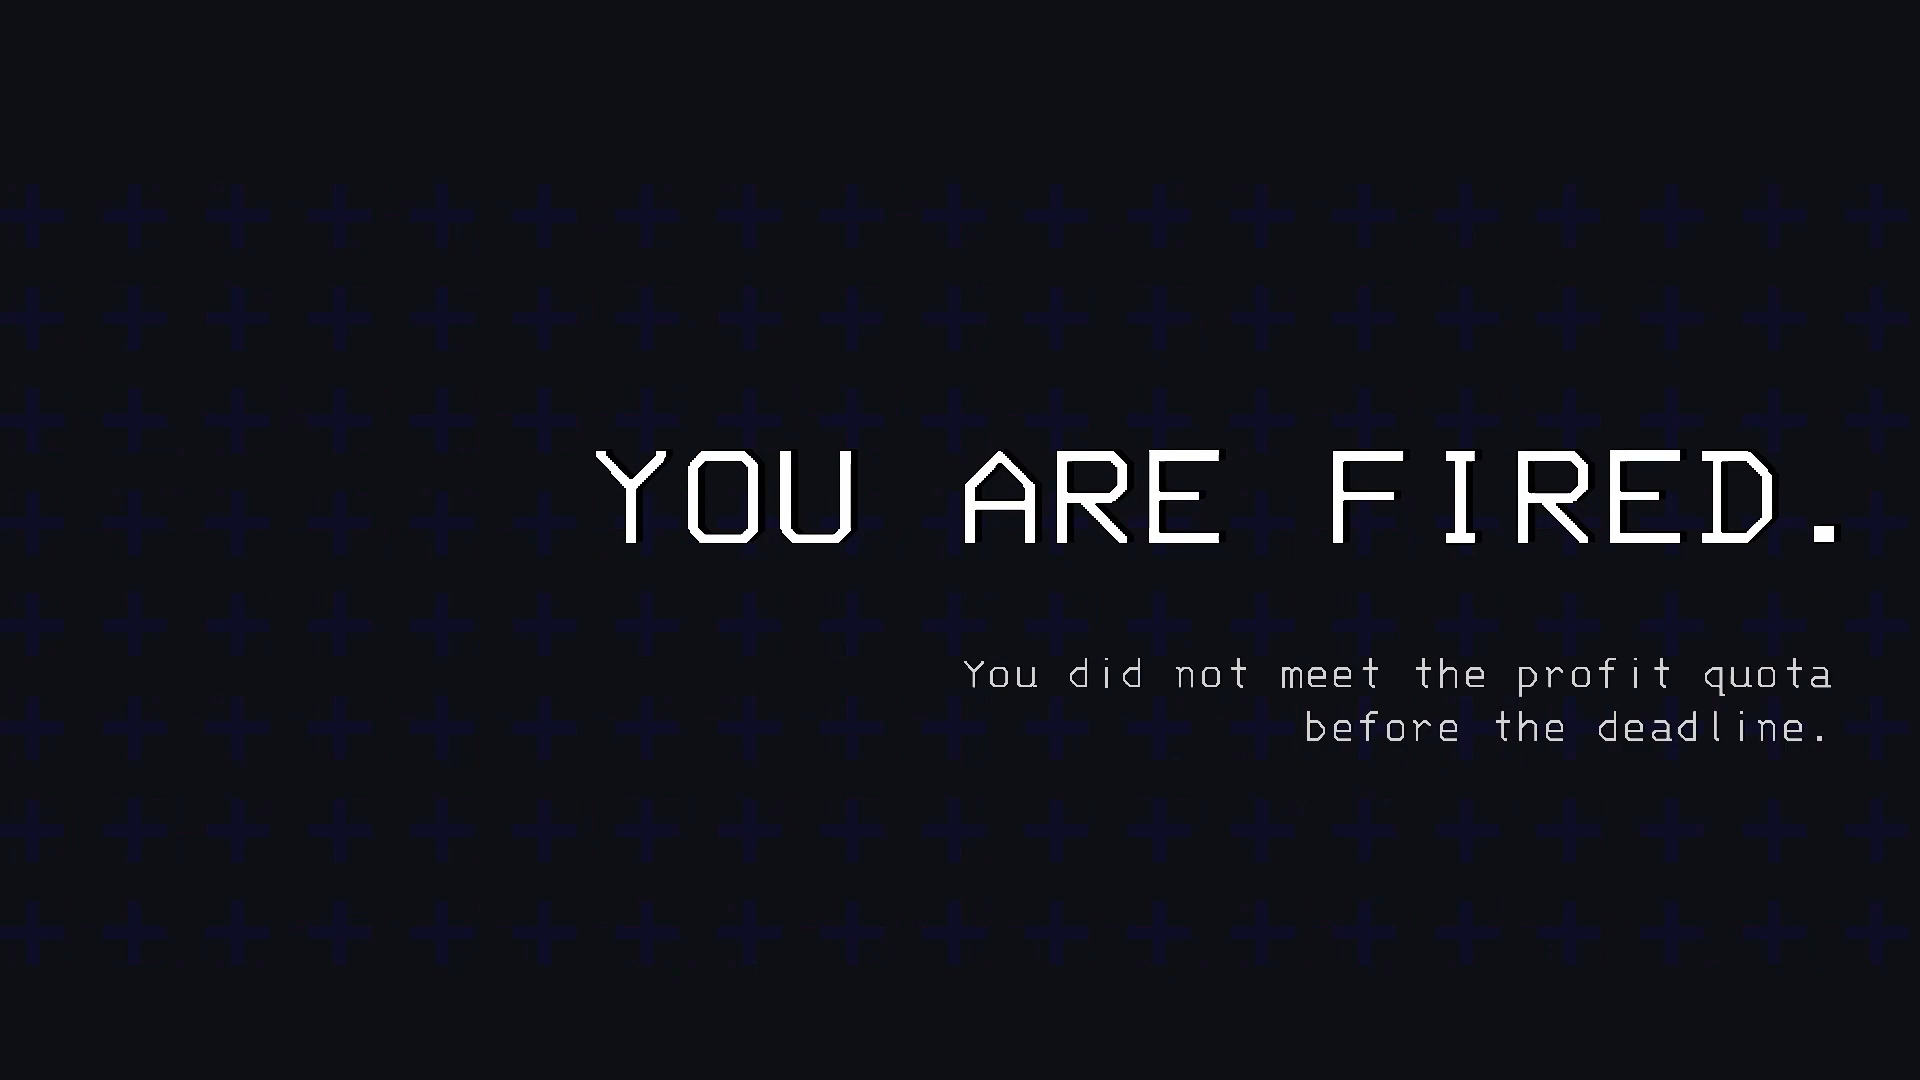 YOU ARE FIRED.
You did not meet the profit quota
before the deadline.